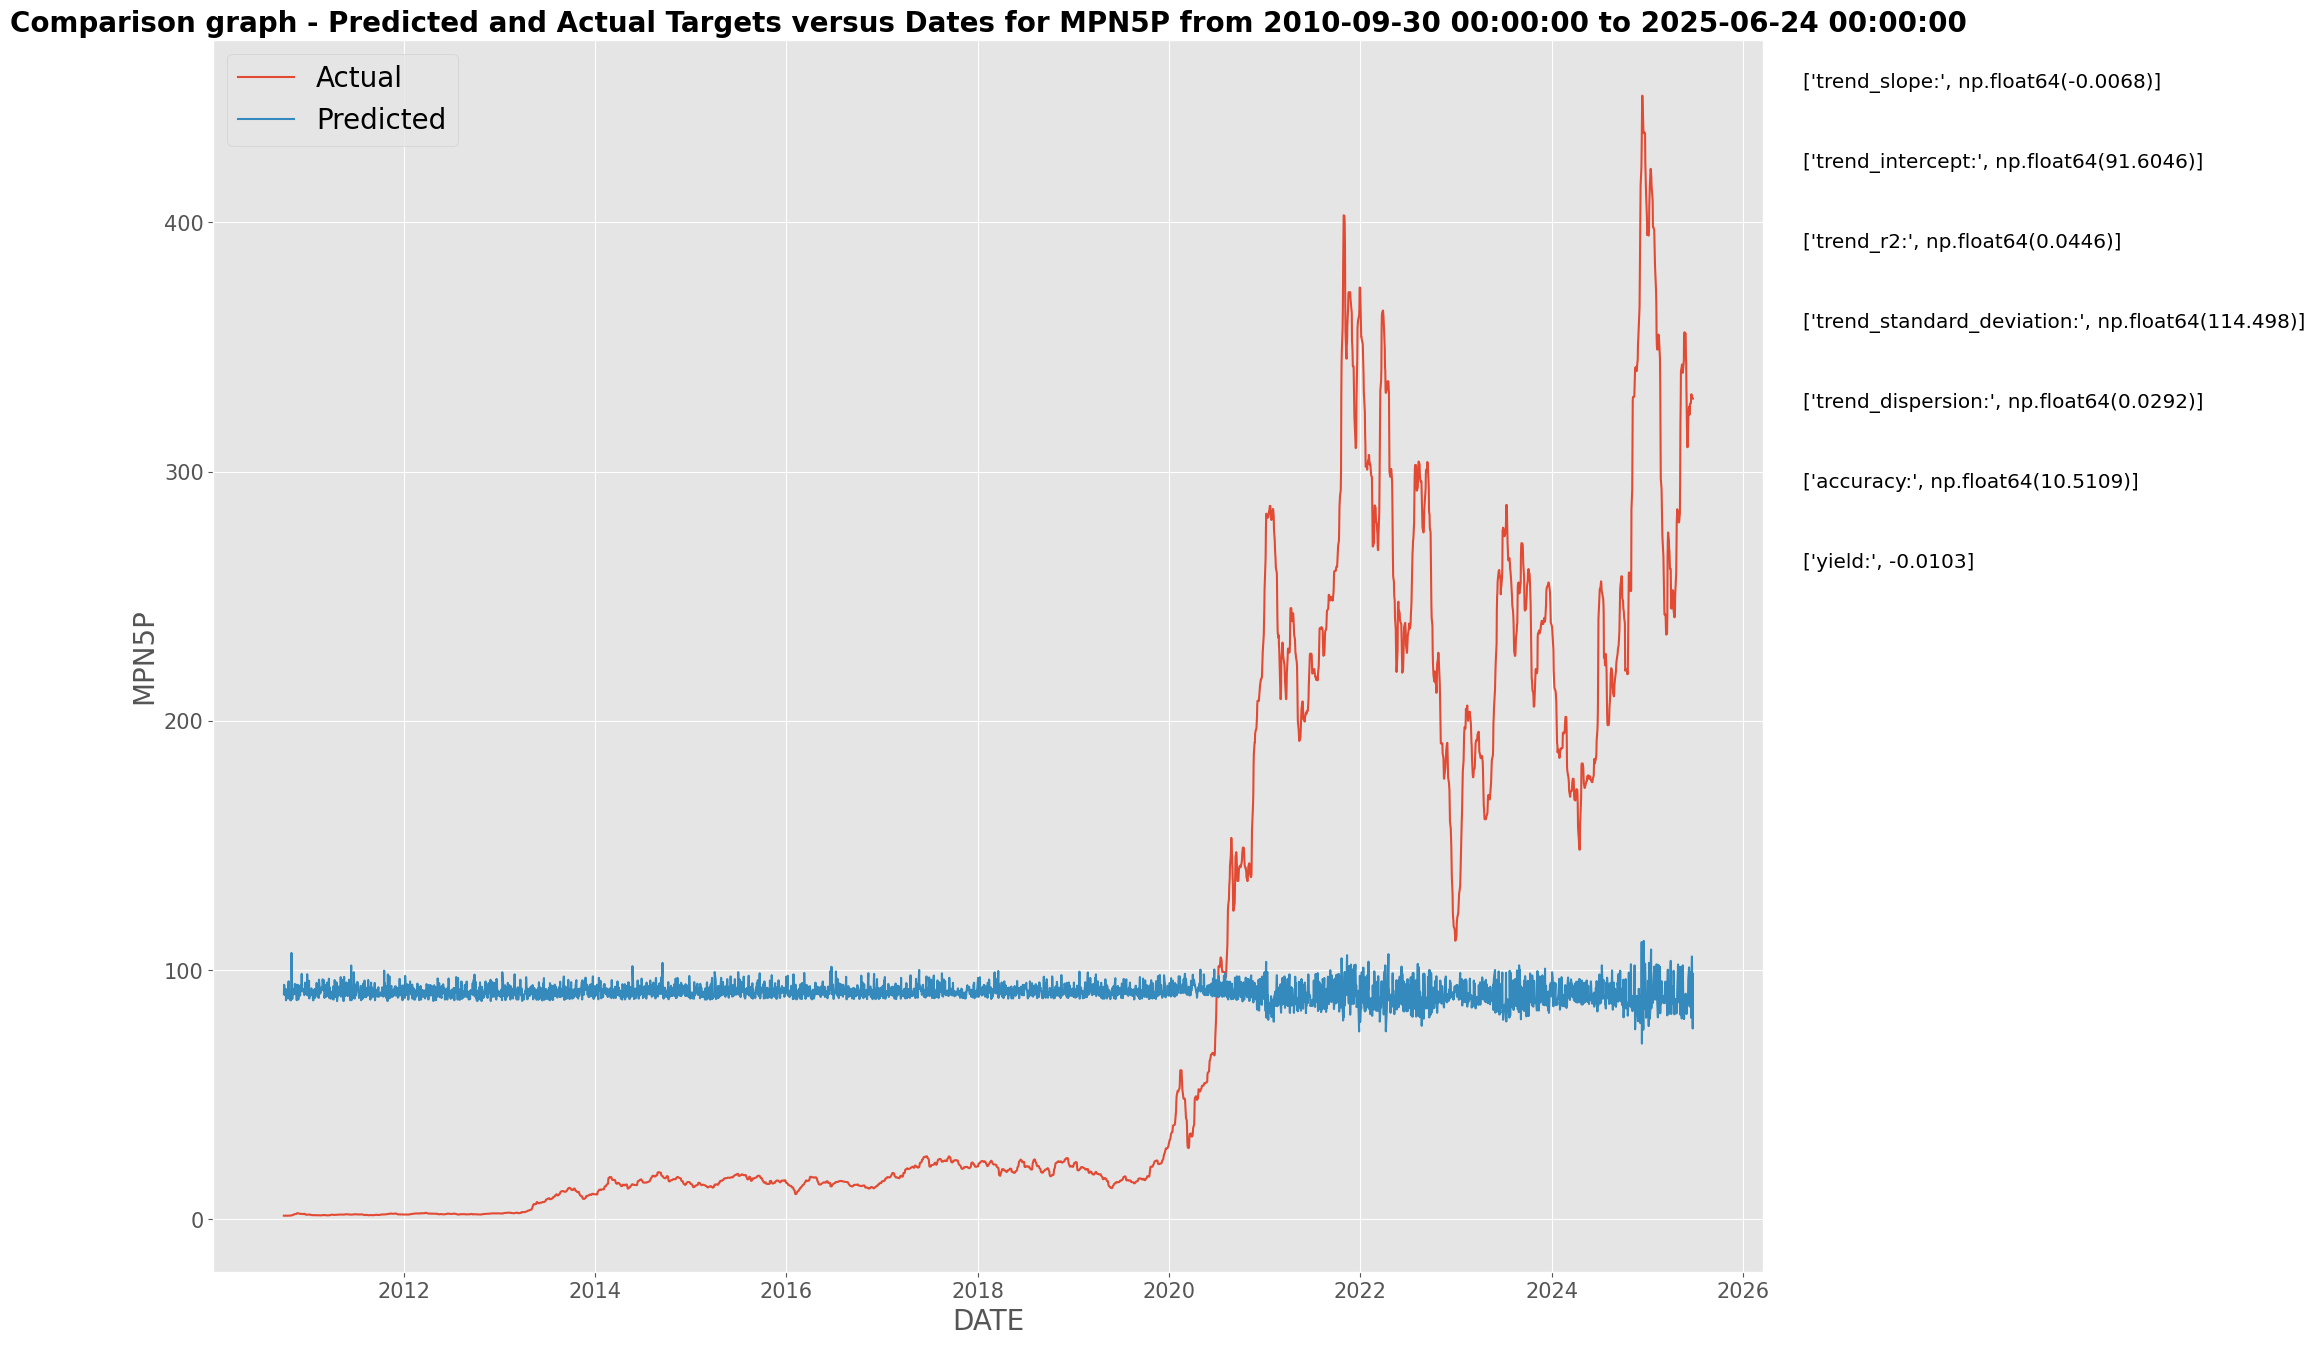 Comparison graph - Predicted and Actual Targets versus Dates for MPN5P from 2010-09-30 00:00:00 to 2025-06-24 00:00:00
Actual
Predicted
['trend_slope:', np.float64(-0.0068)]
['trend_intercept:', np.float64(91.6046)]
['trend_r2:', np.float64(0.0446)]
['trend_standard_deviation:', np.float64(114.498)]
['trend_dispersion:', np.float64(0.0292)]
['accuracy:', np.float64(10.5109)]
['yield:', -0.0103]
MPN5P
400
300
200
100
0
2012 2014 2016 2018 2020 2022 2024 2026
DATE